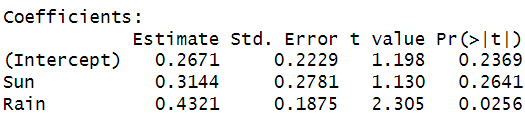 Coefficients:
Estimate Std. Error t value Pr(>|t|)
(Intercept) 0.2671 0.2229 1.198 0.2369
Sun 0.3144 0.2781 1.130 0.2641
Rain 0.4321 0.1875 2.305 0.0256